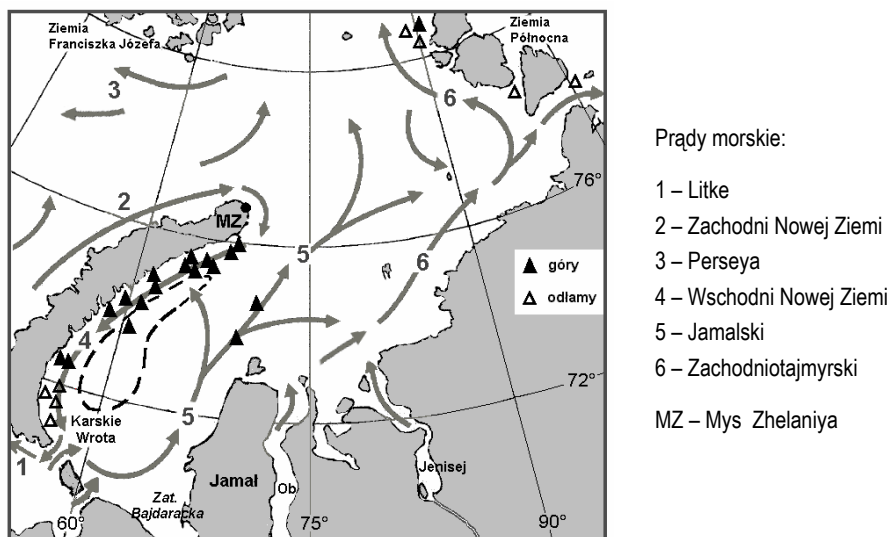 Ziemia
Franciszka Józefa
Ziemia
Północna
3
6
76°
2
MZ
5
6
góry
odłamy
4
72°
Karskie
Wrota
5
1
Zat.
Bajdaracka
Jamał
Ob
Jenisej
60°
75°
90°
Prądy morskie:
1 – Litke
2 – Zachodni Nowej Ziemi
3 – Perseya
4 – Wschodni Nowej Ziemi
5 – Jamalski
6 – Zachodniotajmyrski
MZ – Mys Zhelaniya